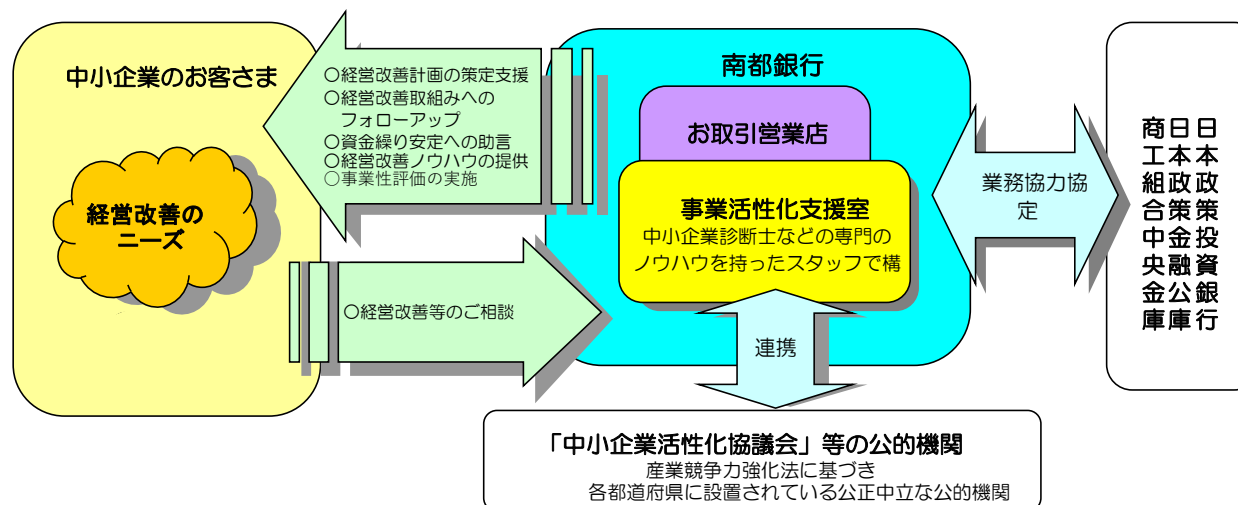 中小企業のお客さま
経営改善の
ニーズ
○経営改善計画の策定支援
○経営改善取組みへの
フォローアップ
○資金繰り安定への助言
○経営改善ノウハウの提供
○事業性評価の実施
○経営改善等のご相談
南都銀行
お取引営業店
事業活性化支援室
中小企業診断士などの専門の
ノウハウを持ったスタッフで構
連携
業務協力協
定
日本政策投資銀行
日本政策金融公庫
商工組合中央金庫
「中小企業活性化協議会」等の公的機関
産業競争力強化法に基づき
各都道府県に設置されている公正中立な公的機関